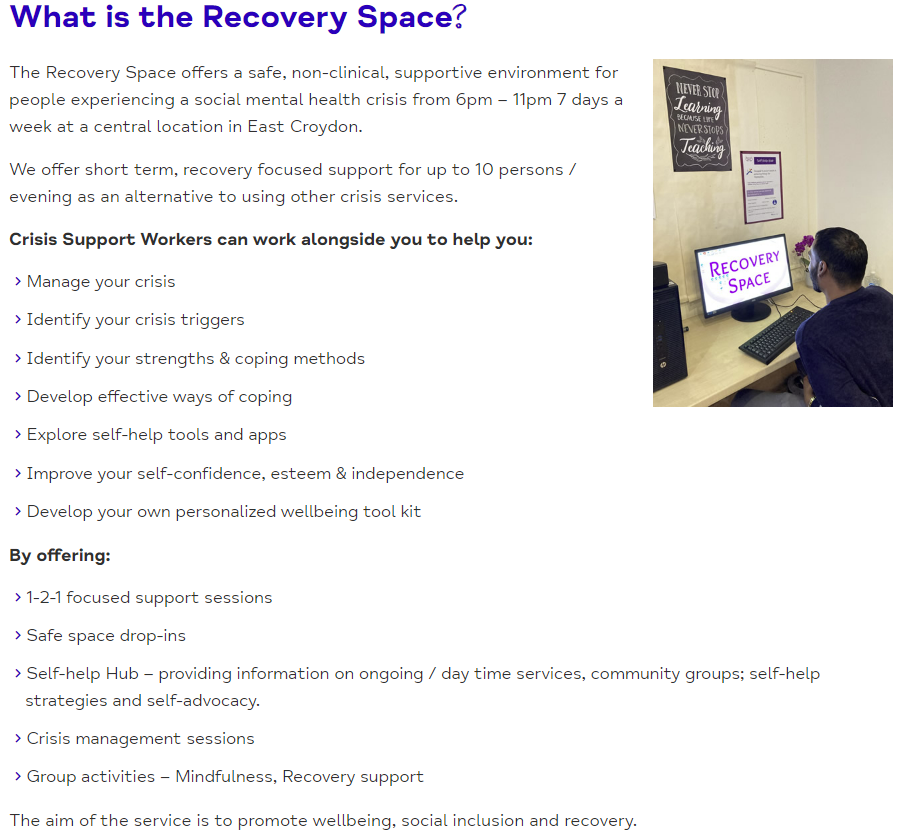 What is the Recovery Space?
The Recovery Space offers a safe, non-clinical, supportive environment for
people experiencing a social mental health crisis from 6pm – 11pm 7 days a
week at a central location in East Croydon.
We offer short term, recovery focused support for up to 10 persons /
evening as an alternative to using other crisis services.
Crisis Support Workers can work alongside you to help you:
› Manage your crisis
› Identify your crisis triggers
› Identify your strengths & coping methods
› Develop effective ways of coping
› Explore self-help tools and apps
› Improve your self-confidence, esteem & independence
› Develop your own personalized wellbeing tool kit
By offering:
› 1-2-1 focused support sessions
› Safe space drop-ins
› Self-help Hub – providing information on ongoing / day time services, community groups; self-help
strategies and self-advocacy.
› Crisis management sessions
› Group activities – Mindfulness, Recovery support
The aim of the service is to promote wellbeing, social inclusion and recovery.
NEVER STOP
Learning
BECAUSE LIFE
NEVER STOPS
Teaching
RECOVERY
SPACE
hp